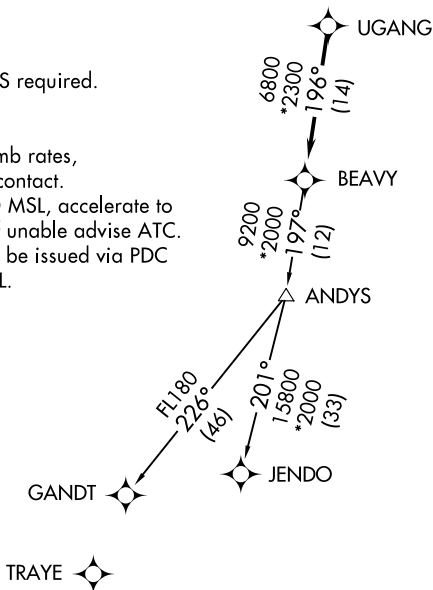 UGANG
6800
*2300
196°
(14)
S required.
mb rates,
contact.
MSL, accelerate to
unable advise ATC.
be issued via PDC
L.
BEAVY
9200
*2000
197°
(12)
ANDYS
FL180
226°
(46)
201°
15800
*2000
(33)
GANDT
JENDO
TRAYE